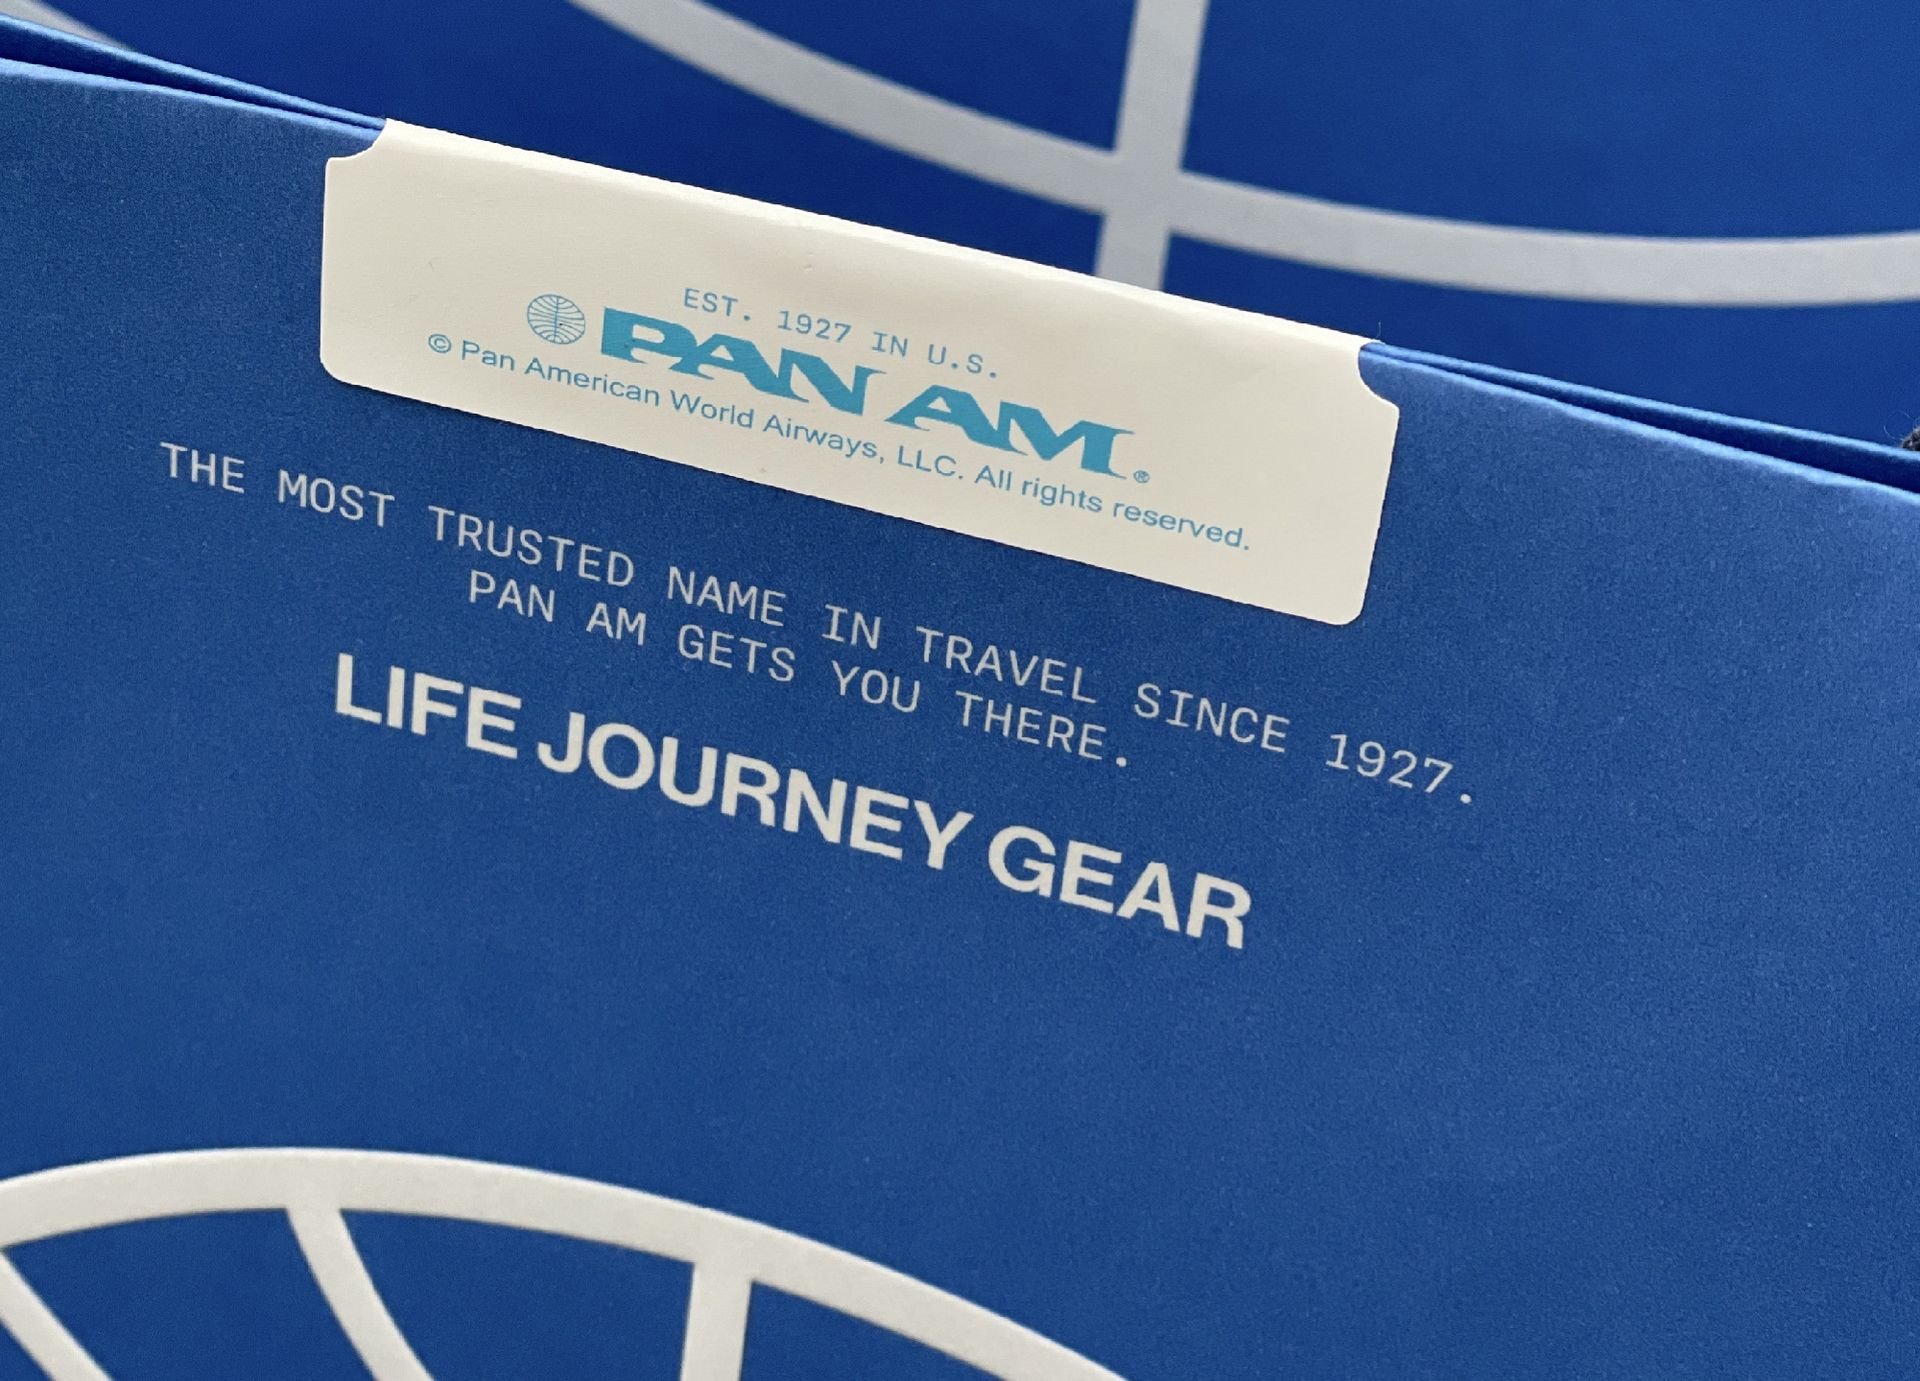 EST. 1927 IN U.S.
PAN AM®
© Pan American World Airways, LLC. All rights reserved.
THE MOST TRUSTED NAME IN TRAVEL SINCE 1927.
PAN AM GETS YOU THERE.
LIFE JOURNEY GEAR